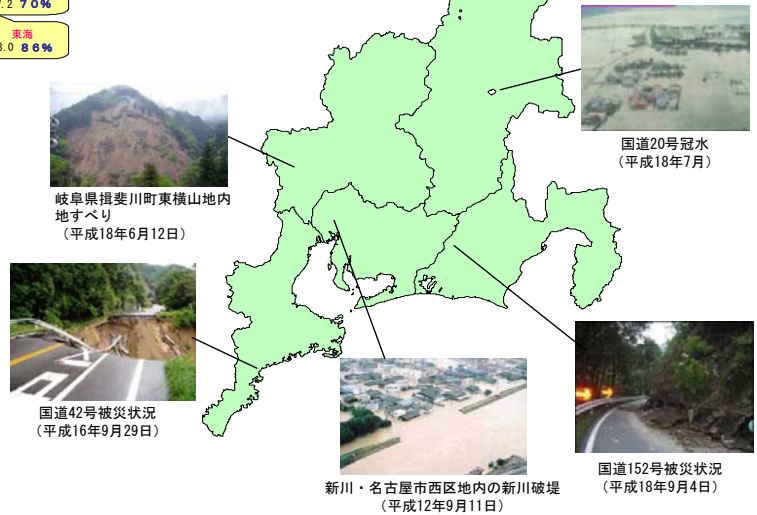 70%
東海
86%
国道20号冠水
（平成18年7月）
岐阜県揖斐川町東横山地内
地すべり
（平成18年6月12日）
国道42号被災状況
（平成16年9月29日）
新川・名古屋市西区地内の新川破堤
（平成12年9月11日）
国道152号被災状況
（平成18年9月4日）